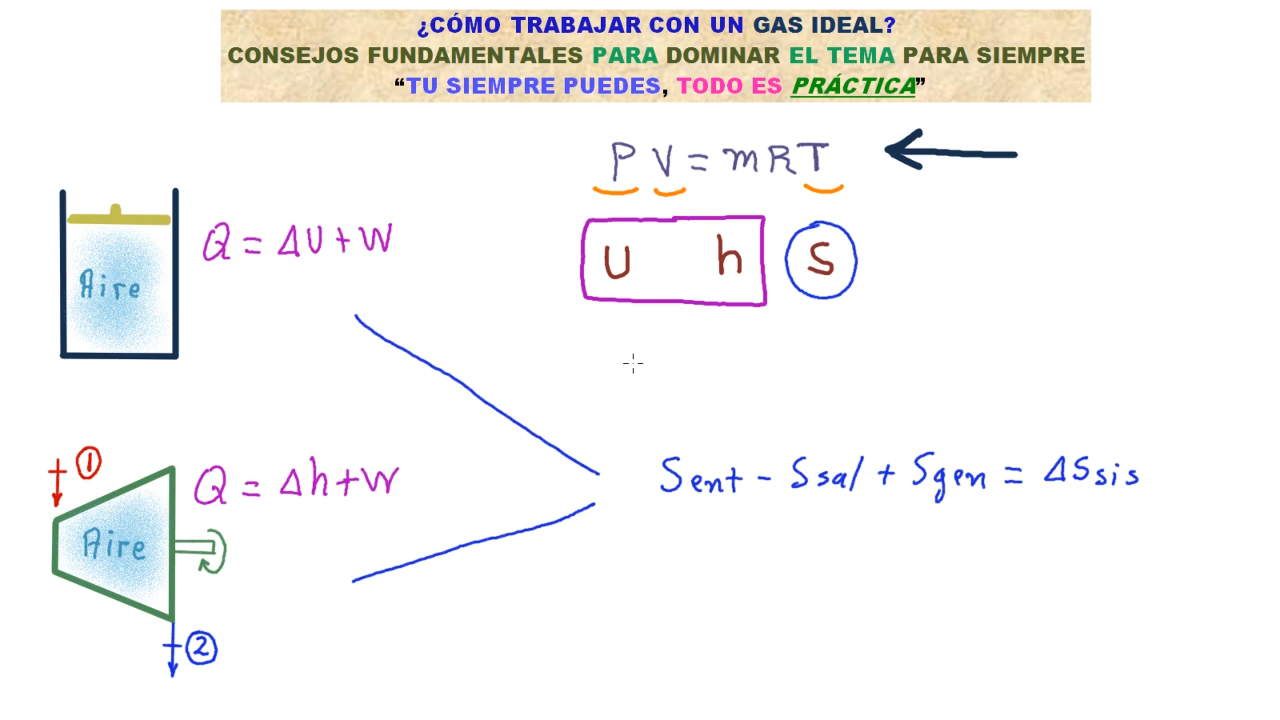 ¿CÓMO TRABAJAR CON UN GAS IDEAL?
CONSEJOS FUNDAMENTALES PARA DOMINAR EL TEMA PARA SIEMPRE
“TU SIEMPRE PUEDES, TODO ES PRÁCTICA”
PV = mRT
Q = ΔU + W
U h S
Aire
① Q = Δh + W
Sent - Ssal + Sgen = ΔSsis
Aire
②